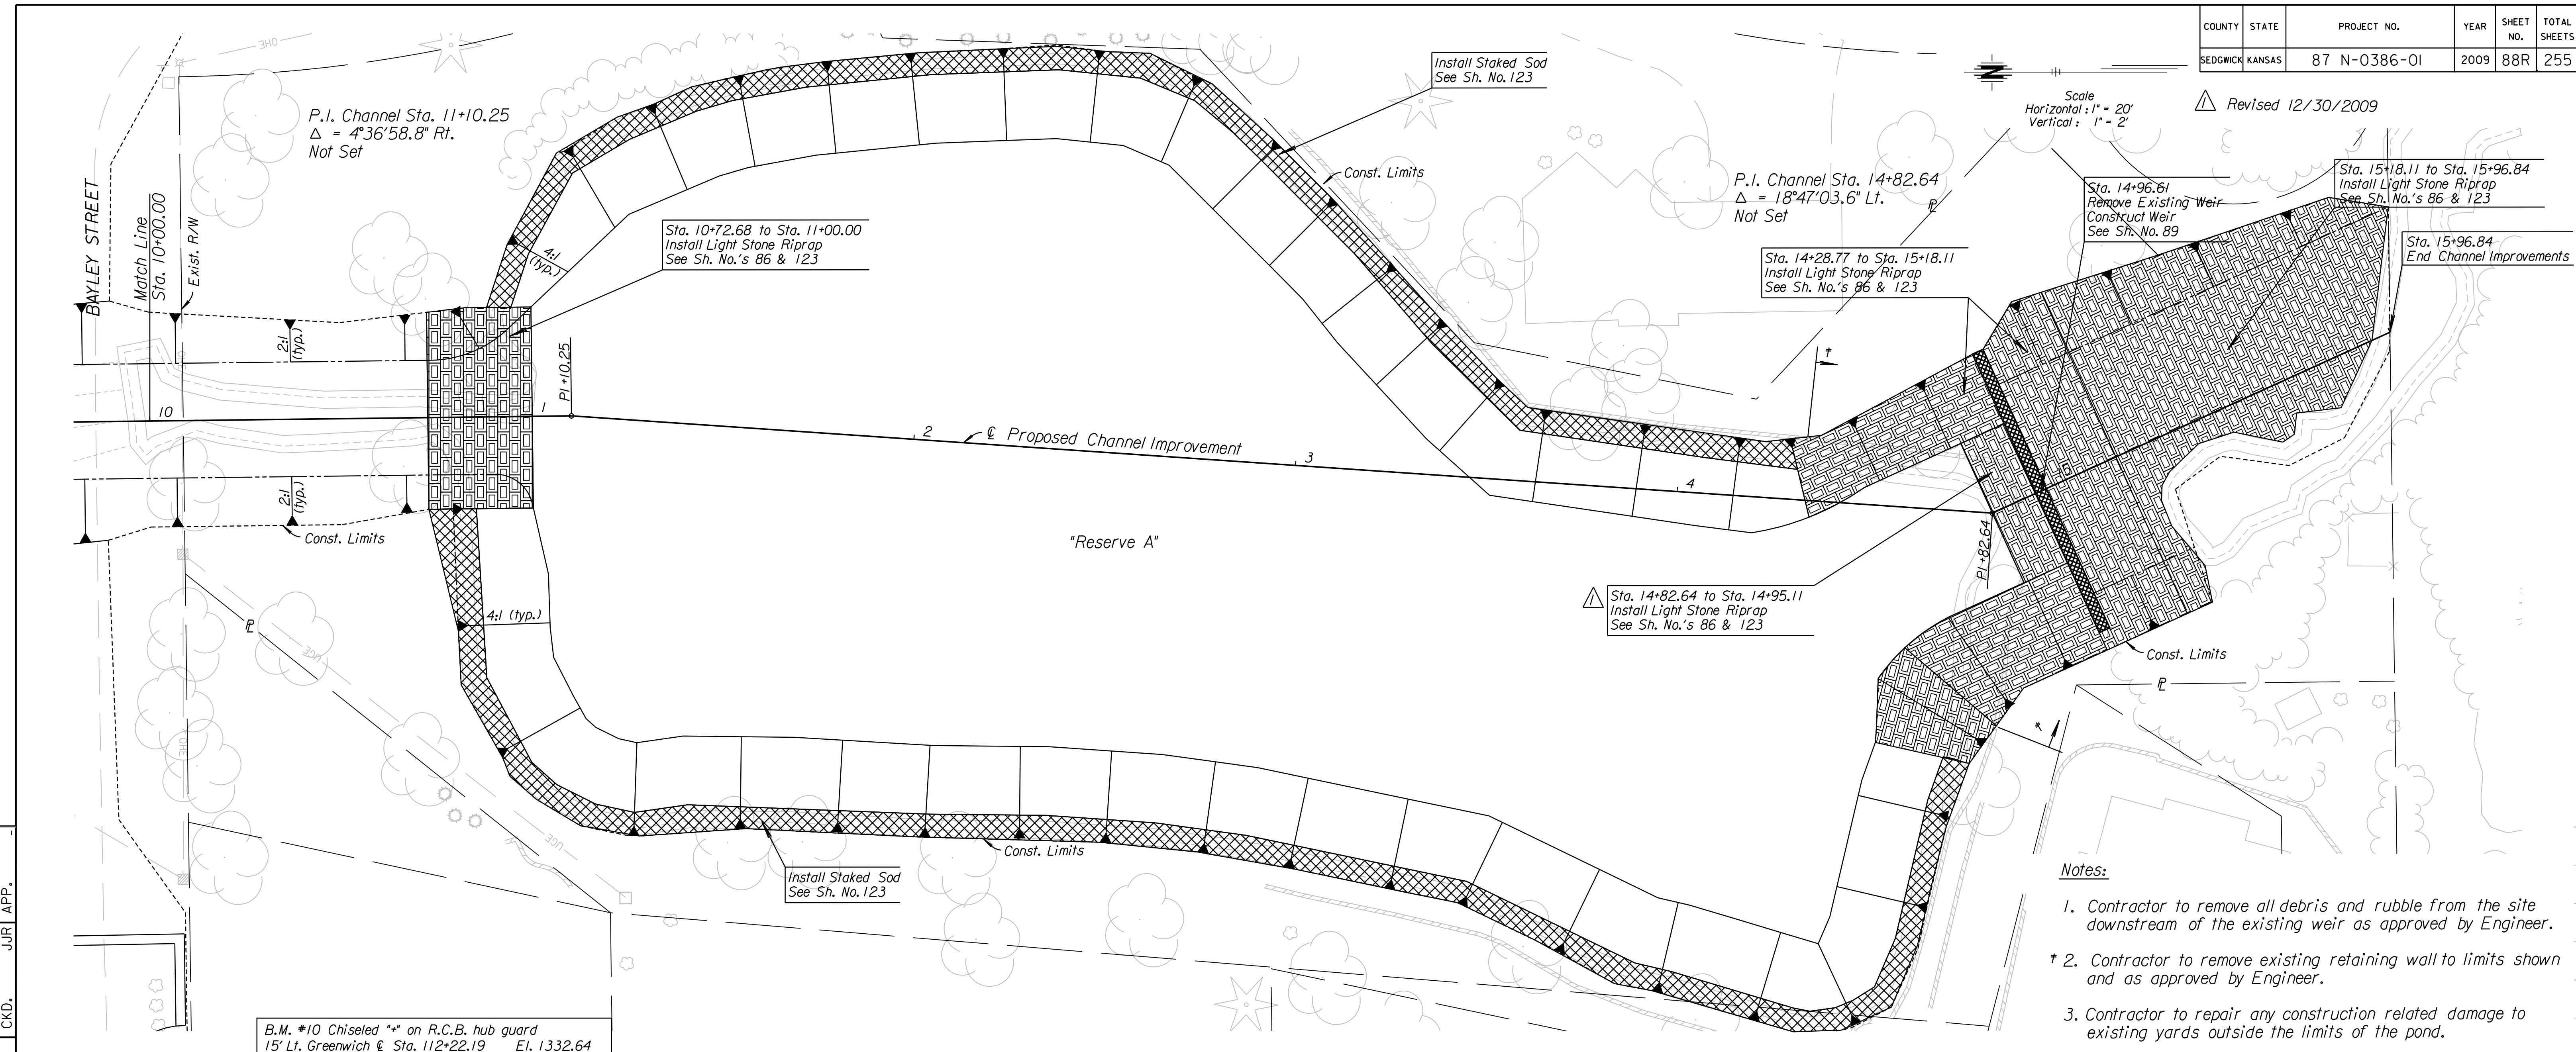 COUNTY STATE PROJECT NO. YEAR SHEET NO. TOTAL SHEETS
SEDGWICK KANSAS 87 N-0386-01 2009 88R 255
N
Scale
Horizontal : 1" = 20'
Vertical : 1" = 2'
1 Revised 12/30/2009
OHE
P.I. Channel Sta. 11+10.25
Δ = 4°36'58.8" Rt.
Not Set
Install Staked Sod
See Sh. No. 123
Const. Limits
P.I. Channel Sta. 14+82.64
Δ = 18°47'03.6" Lt.
Not Set
PL
Sta. 14+96.61
Remove Existing Weir
Construct Weir
See Sh. No. 89
Sta. 15+18.11 to Sta. 15+96.84
Install Light Stone Riprap
See Sh. No.'s 86 & 123
Sta. 15+96.84
End Channel Improvements
Sta. 14+28.77 to Sta. 15+18.11
Install Light Stone Riprap
See Sh. No.'s 86 & 123
BAYLEY STREET
Match Line
Sta. 10+00.00
Exist. R/W
Sta. 10+72.68 to Sta. 11+00.00
Install Light Stone Riprap
See Sh. No.'s 86 & 123
4:1
(typ.)
2:1
(typ.)
PI +10.25
10
1
2
℄ Proposed Channel Improvement
3
4
5
2:1
(typ.)
Const. Limits
"Reserve A"
PI +82.64
1 Sta. 14+82.64 to Sta. 14+95.11
Install Light Stone Riprap
See Sh. No.'s 86 & 123
4:1 (typ.)
PL
UGE
Const. Limits
PL
OHE
UGE
Install Staked Sod
See Sh. No. 123
Const. Limits
Notes:
1. Contractor to remove all debris and rubble from the site
downstream of the existing weir as approved by Engineer.
† 2. Contractor to remove existing retaining wall to limits shown
and as approved by Engineer.
3. Contractor to repair any construction related damage to
existing yards outside the limits of the pond.
B.M. #10 Chiseled "+" on R.C.B. hub guard
15' Lt. Greenwich ℄ Sta. 112+22.19 El. 1332.64
CKD. JJR APP. -